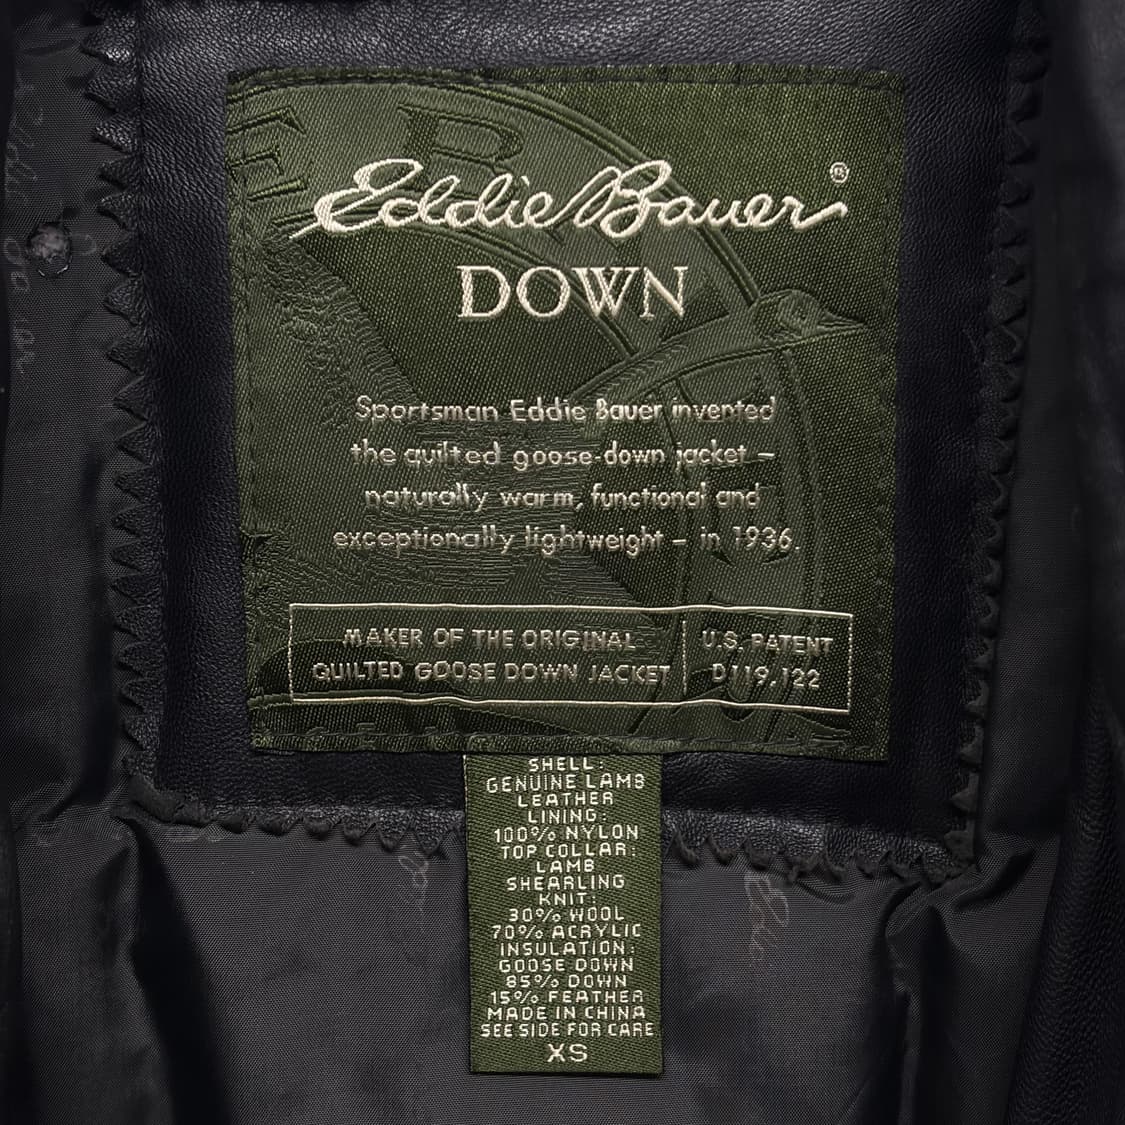 E B
Eddie Bauer®
DOWN
Sportsman Eddie Bauer invented
the quilted goose-down jacket –
naturally warm, functional and
exceptionally lightweight – in 1936.
MAKER OF THE ORIGINAL
QUILTED GOOSE DOWN JACKET
U.S. PATENT
D119,122
SHELL:
GENUINE LAMB
LEATHER
LINING:
100% NYLON
TOP COLLAR:
LAMB
SHEARLING
KNIT:
30% WOOL
70% ACRYLIC
INSULATION:
GOOSE DOWN
85% DOWN
15% FEATHER
MADE IN CHINA
SEE SIDE FOR CARE
XS